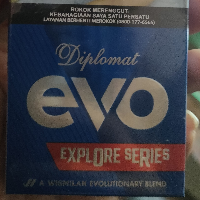 ROKOK MERENGGUT
KEBAHAGIAAN SAYA SATU PERSATU
LAYANAN BERHENTI MEROKOK (0800-177-6565)
Diplomat
evo
EXPLORE SERIES
A WISMILAK EVOLUTIONARY BLEND